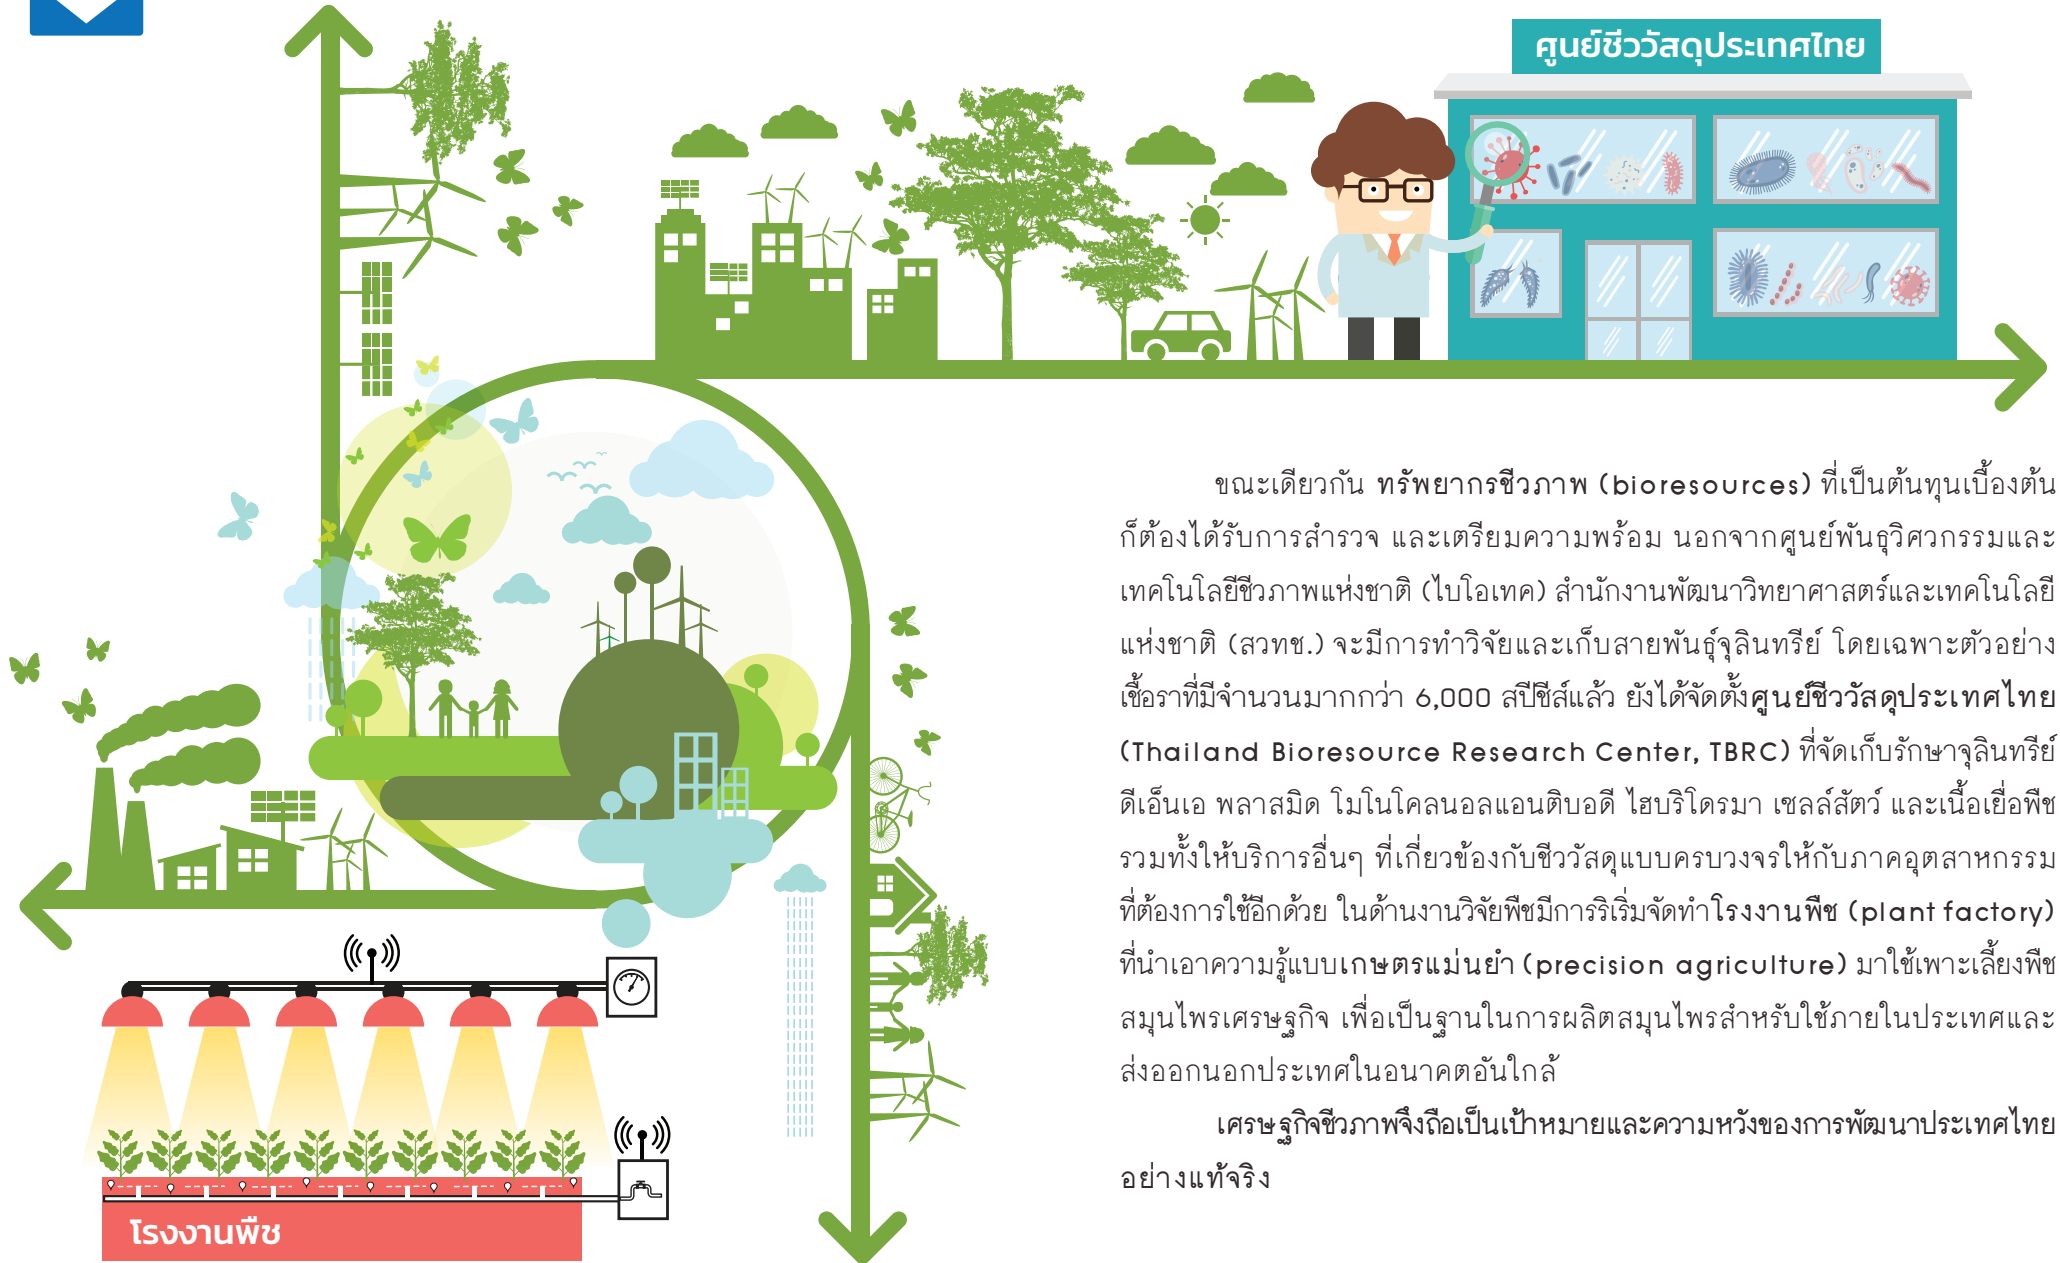 ศูนย์ชีววัสดุประเทศไทย
ขณะเดียวกัน ทรัพยากรชีวภาพ (bioresources) ที่เป็นต้นทุนเบื้องต้น
ก็ต้องได้รับการสำรวจ และเตรียมความพร้อม นอกจากศูนย์พันธุวิศวกรรมและ
เทคโนโลยีชีวภาพแห่งชาติ (ไบโอเทค) สำนักงานพัฒนาวิทยาศาสตร์และเทคโนโลยี
แห่งชาติ (สวทช.) จะมีการทำวิจัยและเก็บสายพันธุ์จุลินทรีย์ โดยเฉพาะตัวอย่าง
เชื้อราที่มีจำนวนมากกว่า 6,000 สปีชีส์แล้ว ยังได้จัดตั้งศูนย์ชีววัสดุประเทศไทย
(Thailand Bioresource Research Center, TBRC) ที่จัดเก็บรักษาจุลินทรีย์
ดีเอ็นเอ พลาสมิด โมโนโคลนอลแอนติบอดี ไฮบริโดรมา เซลล์สัตว์ และเนื้อเยื่อพืช
รวมทั้งให้บริการอื่นๆ ที่เกี่ยวข้องกับชีววัสดุแบบครบวงจรให้กับภาคอุตสาหกรรม
ที่ต้องการใช้อีกด้วย ในด้านงานวิจัยพืชมีการริเริ่มจัดทำโรงงานพืช (plant factory)
ที่นำเอาความรู้แบบเกษตรแม่นยำ (precision agriculture) มาใช้เพาะเลี้ยงพืช
สมุนไพรเศรษฐกิจ เพื่อเป็นฐานในการผลิตสมุนไพรสำหรับใช้ภายในประเทศและ
ส่งออกนอกประเทศในอนาคตอันใกล้
เศรษฐกิจชีวภาพจึงถือเป็นเป้าหมายและความหวังของการพัฒนาประเทศไทย
อย่างแท้จริง
โรงงานพืช